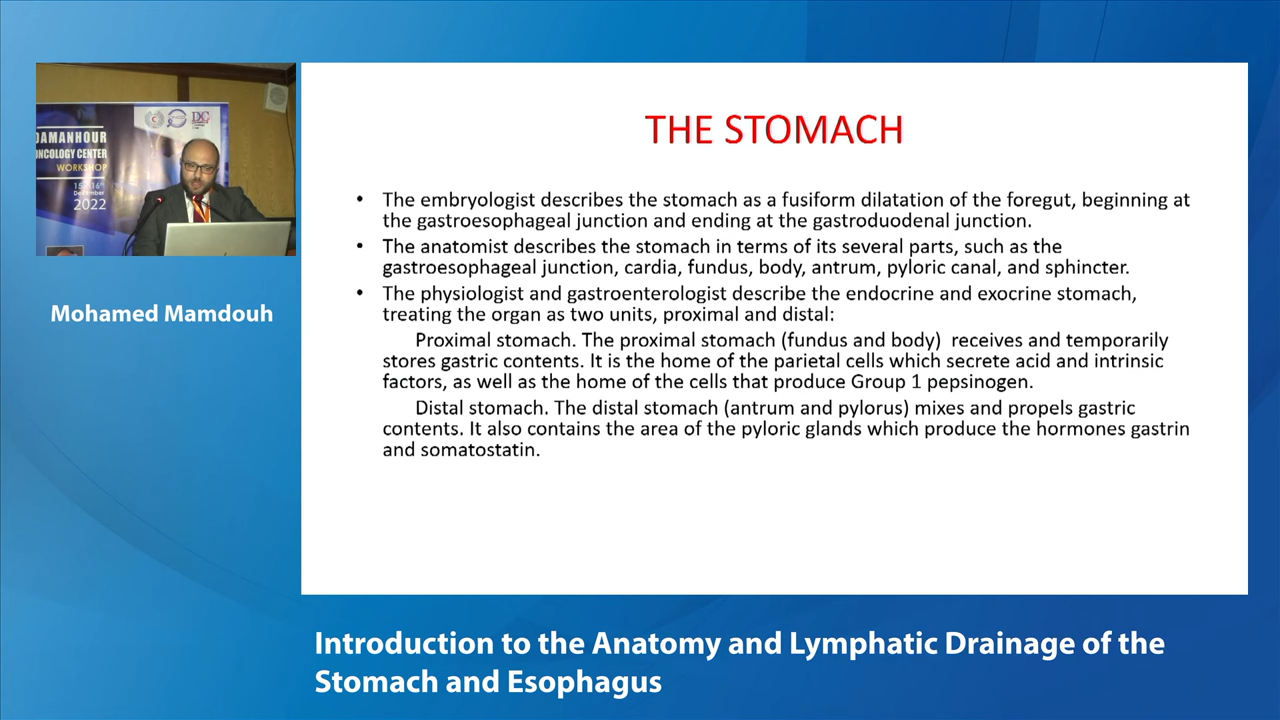 DAMANHOUR
ONCOLOGY CENTER
WORKSHOP
2022
DC
Mohamed Mamdouh
THE STOMACH
• The embryologist describes the stomach as a fusiform dilatation of the foregut, beginning at
the gastroesophageal junction and ending at the gastroduodenal junction.
• The anatomist describes the stomach in terms of its several parts, such as the
gastroesophageal junction, cardia, fundus, body, antrum, pyloric canal, and sphincter.
• The physiologist and gastroenterologist describe the endocrine and exocrine stomach,
treating the organ as two units, proximal and distal:
Proximal stomach. The proximal stomach (fundus and body) receives and temporarily
stores gastric contents. It is the home of the parietal cells which secrete acid and intrinsic
factors, as well as the home of the cells that produce Group 1 pepsinogen.
Distal stomach. The distal stomach (antrum and pylorus) mixes and propels gastric
contents. It also contains the area of the pyloric glands which produce the hormones gastrin
and somatostatin.
Introduction to the Anatomy and Lymphatic Drainage of the
Stomach and Esophagus